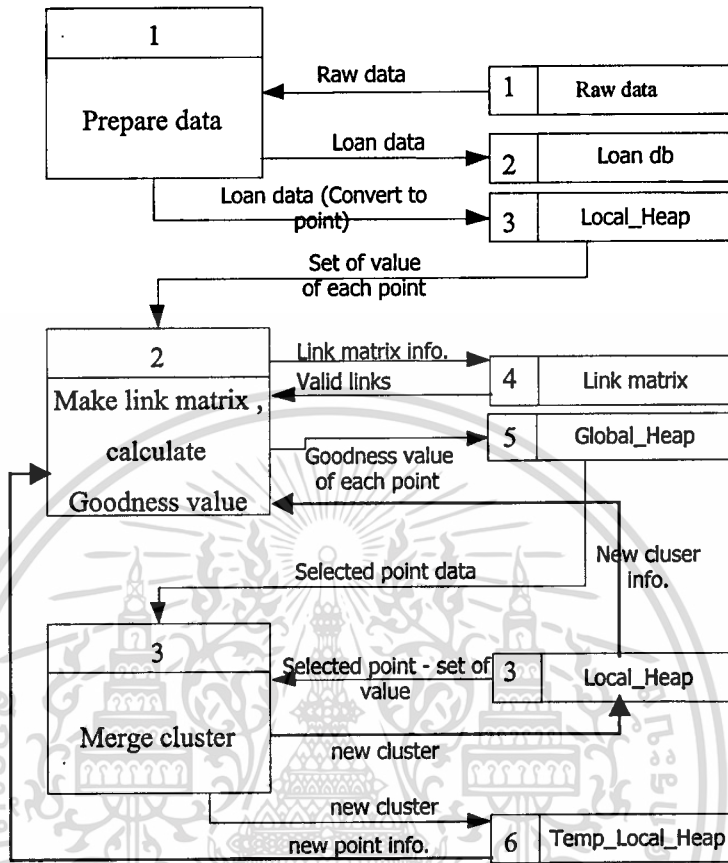 1
Prepare data
Raw data
1 Raw data
Loan data
2 Loan db
Loan data (Convert to
point)
3 Local_Heap
Set of value
of each point
2
Make link matrix ,
calculate
Goodness value
Link matrix info.
Valid links
4 Link matrix
5 Global_Heap
Goodness value
of each point
New cluser
info.
Selected point data
3
Merge cluster
Selected point - set of
value
3 Local_Heap
new cluster
new cluster
new point info.
6 Temp_Local_Heap